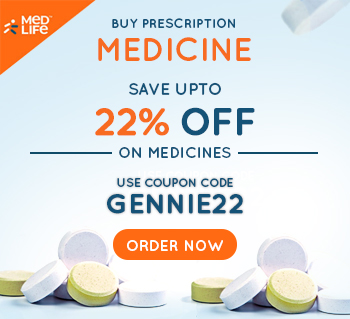 MED
LIFE
BUY PRESCRIPTION
MEDICINE
SAVE UPTO
22% OFF
ON MEDICINES
USE COUPON CODE
GENNIE22
ORDER NOW